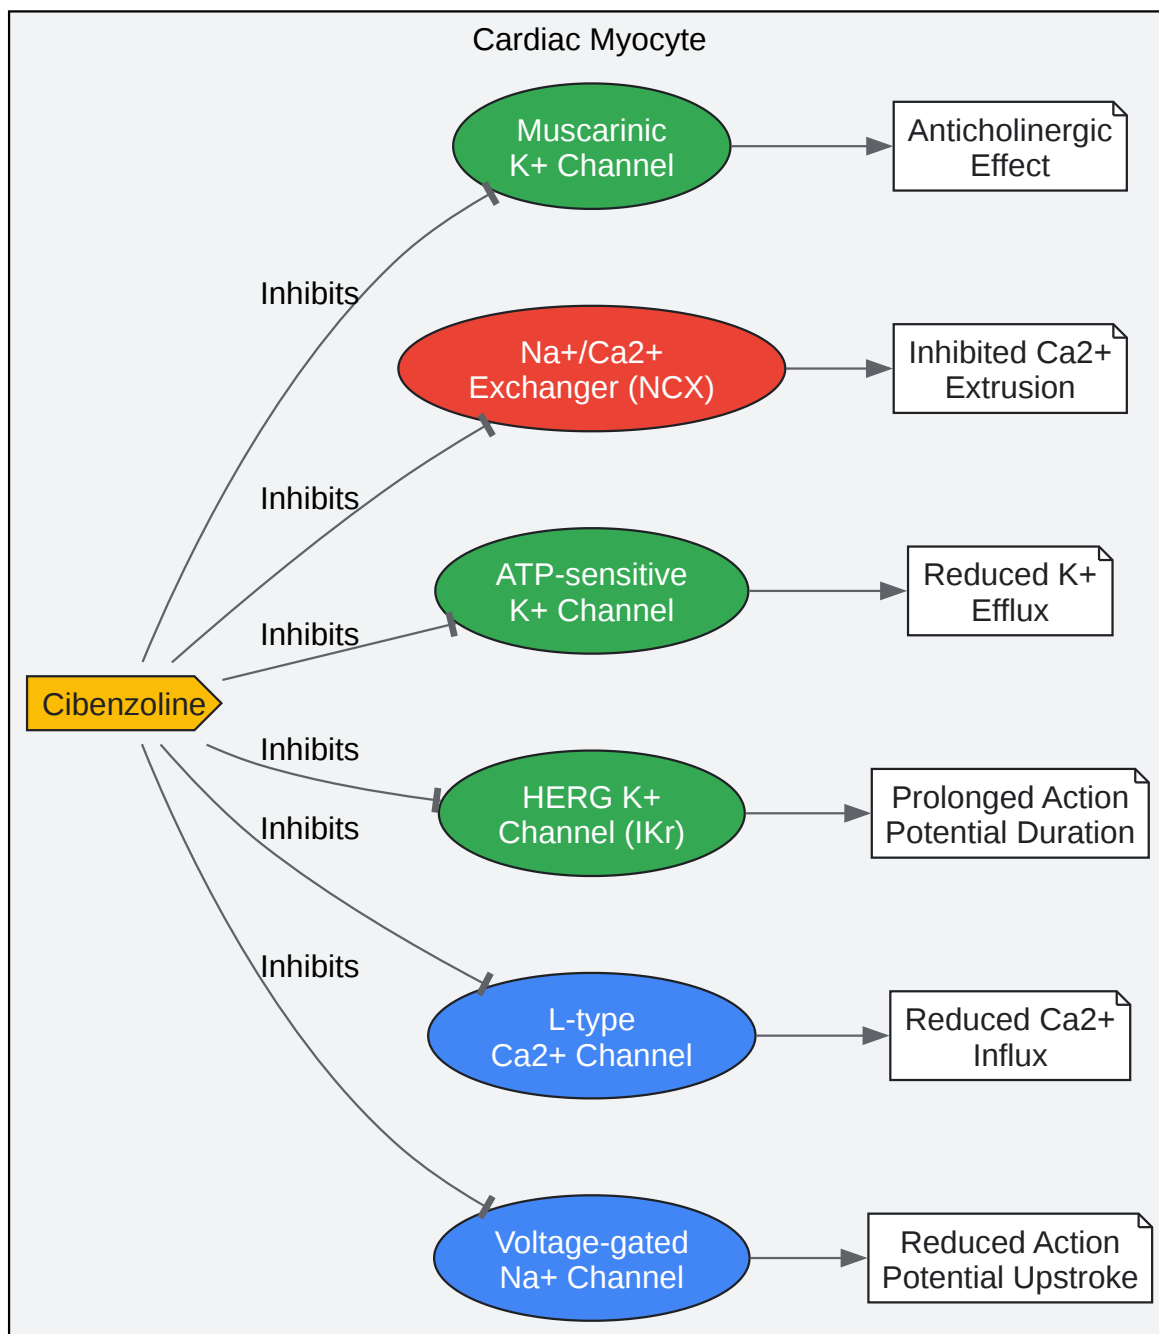 Cardiac Myocyte
Muscarinic
K+ Channel
Anticholinergic
Effect
Inhibits
Na+/Ca2+
Exchanger (NCX)
Inhibited Ca2+
Extrusion
Inhibits
ATP-sensitive
K+ Channel
Reduced K+
Efflux
Inhibits
Cibenzoline
Inhibits
HERG K+
Channel (IKr)
Prolonged Action
Potential Duration
Inhibits
L-type
Ca2+ Channel
Reduced Ca2+
Influx
Inhibits
Voltage-gated
Na+ Channel
Reduced Action
Potential Upstroke